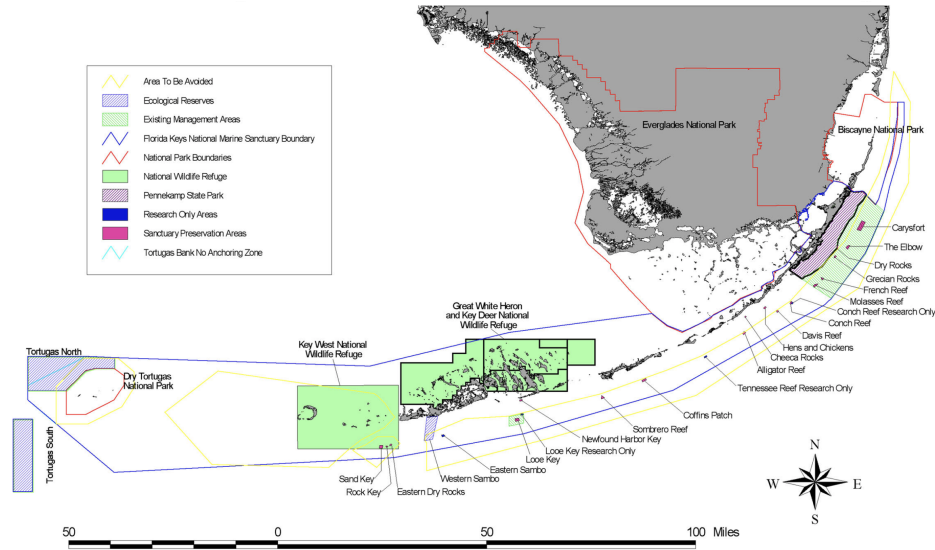 Area To Be Avoided
Ecological Reserves
Existing Management Areas
Florida Keys National Marine Sanctuary Boundary
National Park Boundaries
National Wildlife Refuge
Pennekamp State Park
Research Only Areas
Sanctuary Preservation Areas
Tortugas Bank No Anchoring Zone
Everglades National Park
Biscayne National Park
Carysfort
The Elbow
Dry Rocks
Grecian Rocks
French Reef
Molasses Reef
Conch Reef Research Only
Conch Reef
Davis Reef
Hens and Chickens
Checca Rocks
Alligator Reef
Tennessee Reef Research Only
Coffins Patch
Sombrero Reef
Newfound Harbor Key
Looe Key Research Only
Looe Key
Eastern Sambo
Western Sambo
Eastern Dry Rocks
Rock Key
Sand Key
Great White Heron
and Key Deer National
Wildlife Refuge
Key West National
Wildlife Refuge
Tortugas North
Dry Tortugas
National Park
Tortugas South
N
W
E
S
50
0
50
100
Miles